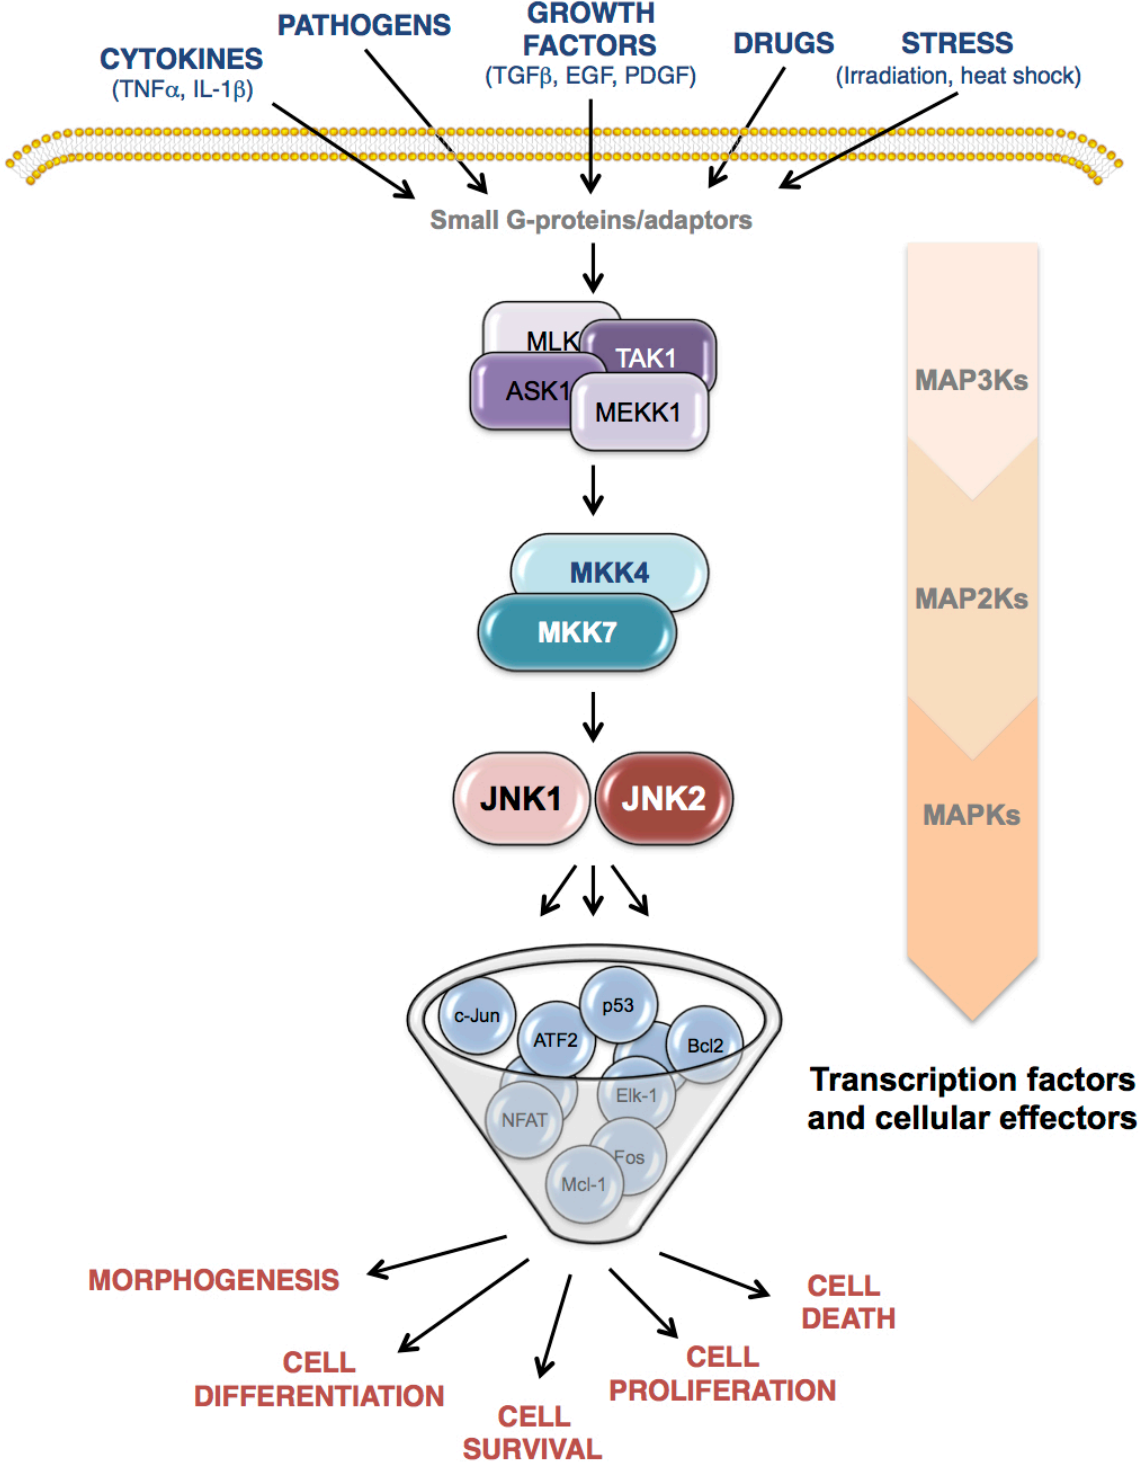 PATHOGENS
GROWTH
FACTORS
(TGFβ, EGF, PDGF)
CYTOKINES
(TNFα, IL-1β)
DRUGS
STRESS
(Irradiation, heat shock)
Small G-proteins/adaptors
MLK
TAK1
ASK1
MEKK1
MAP3Ks
MKK4
MKK7
MAP2Ks
JNK1
JNK2
MAPKs
c-Jun
ATF2
p53
Bcl2
NFAT
Elk-1
Fos
Mcl-1
Transcription factors
and cellular effectors
MORPHOGENESIS
CELL
DIFFERENTIATION
CELL
SURVIVAL
CELL
PROLIFERATION
CELL
DEATH